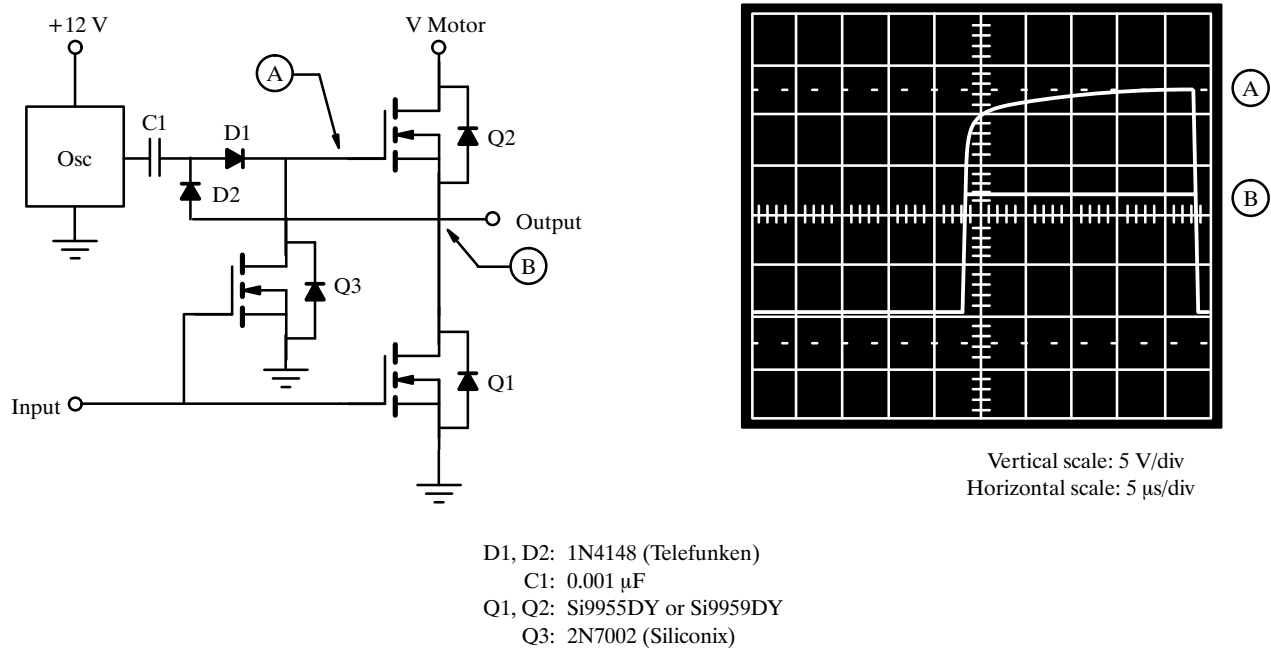 +12 V
V Motor
A
A
C1
D1
Osc
Q2
D2
B
Output
B
Q3
Q1
Input
Vertical scale: 5 V/div
Horizontal scale: 5 μs/div
D1, D2: 1N4148 (Telefunken)
C1: 0.001 μF
Q1, Q2: Si9955DY or Si9959DY
Q3: 2N7002 (Siliconix)